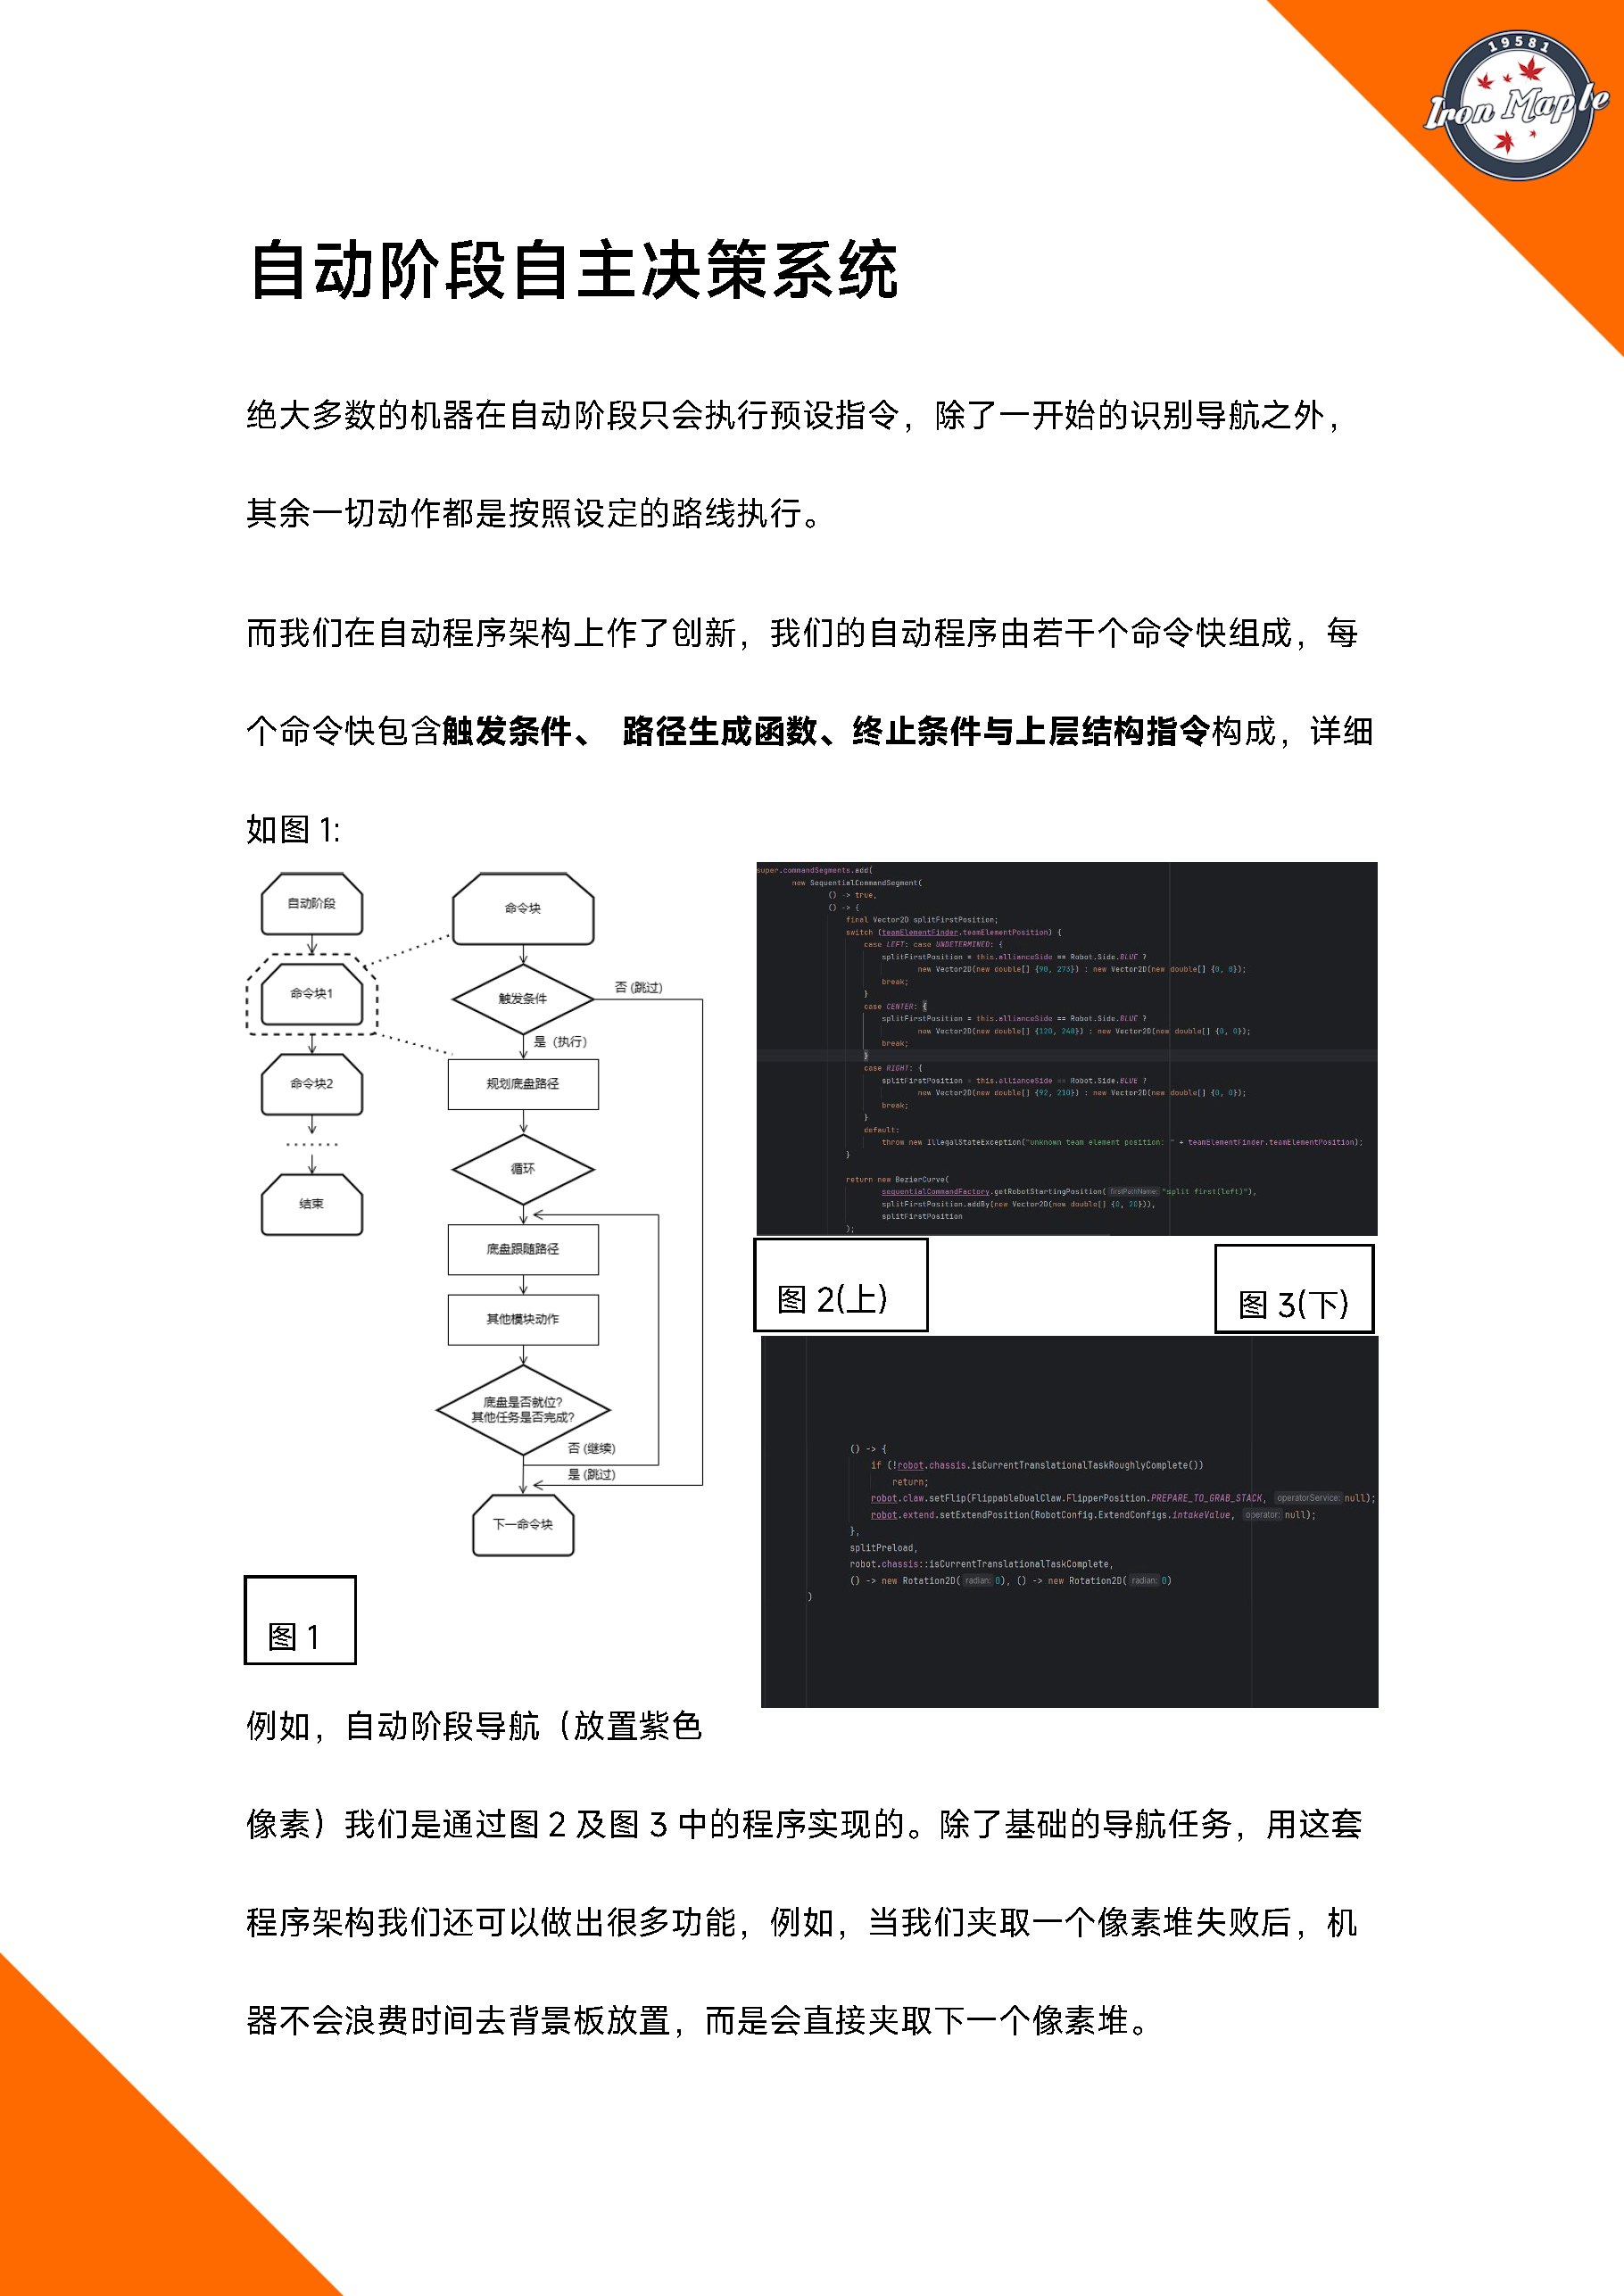 19581
Iron Maple
自动阶段自主决策系统
绝大多数的机器在自动阶段只会执行预设指令，除了一开始的识别导航之外，
其余一切动作都是按照设定的路线执行。
而我们在自动程序架构上作了创新，我们的自动程序由若干个命令快组成，每
个命令快包含触发条件、 路径生成函数、终止条件与上层结构指令构成，详细
如图 1:
自动阶段
命令块1
命令块2
结束
命令块
触发条件
否 (跳过)
是（执行）
规划底盘路径
循环
底盘跟随路径
其他模块动作
底盘是否就位?
其他任务是否完成?
否 (继续)
是 (跳过)
下一命令块
图 1
super.commandSegments.add(
new SequentialCommandSegment(
() -> true,
() -> {
final Vector2D splitFirstPosition;
switch (teamElementFinder.teamElementPosition) {
case LEFT: case UNDETERMINED: {
splitFirstPosition = this.allianceSide == Robot.Side.BLUE ?
new Vector2D(new double[] {90, 273}) : new Vector2D(new double[] {0, 0});
break;
}
case CENTER: {
splitFirstPosition = this.allianceSide == Robot.Side.BLUE ?
new Vector2D(new double[] {120, 240}) : new Vector2D(new double[] {0, 0});
break;
}
case RIGHT: {
splitFirstPosition = this.allianceSide == Robot.Side.BLUE ?
new Vector2D(new double[] {92, 210}) : new Vector2D(new double[] {0, 0});
break;
}
default:
throw new IllegalStateException("unknown team element position: " + teamElementFinder.teamElementPosition);
}
return new BezierCurve(
sequentialCommandFactory.getRobotStartingPosition( firstPathName: "split first(left)"),
splitFirstPosition.addBy(new Vector2D(new double[] {0, 20})),
splitFirstPosition
);
图 2(上)
图 3(下)
() -> {
if (!robot.chassis.isCurrentTranslationalTaskRoughlyComplete())
return;
robot.claw.setFlip(FlippableDualClaw.FlipperPosition.PREPARE_TO_GRAB_STACK, operatorService: null);
robot.extend.setExtendPosition(RobotConfig.ExtendConfigs.intakeValue, operator: null);
},
splitPreload,
robot.chassis::isCurrentTranslationalTaskComplete,
() -> new Rotation2D( radian: 0), () -> new Rotation2D( radian: 0)
)
例如，自动阶段导航（放置紫色
像素）我们是通过图 2 及图 3 中的程序实现的。除了基础的导航任务，用这套
程序架构我们还可以做出很多功能，例如，当我们夹取一个像素堆失败后，机
器不会浪费时间去背景板放置，而是会直接夹取下一个像素堆。